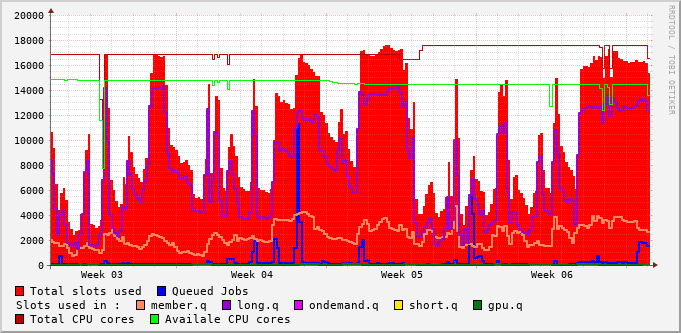 20000
18000
16000
14000
12000
10000
8000
6000
4000
2000
0
Week 03 Week 04 Week 05 Week 06
RRDTOOL / TOBI OETIKER
Total slots used Queued Jobs
Slots used in : member.q long.q ondemand.q short.q gpu.q
Total CPU cores Availale CPU cores